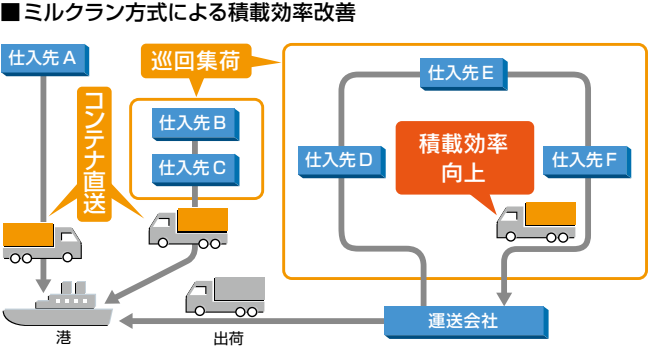 ■ミルクラン方式による積載効率改善
仕入先A
巡回集荷
仕入先E
コンテナ直送
仕入先B
積載効率
向上
仕入先C
仕入先D
仕入先F
運送会社
港
出荷